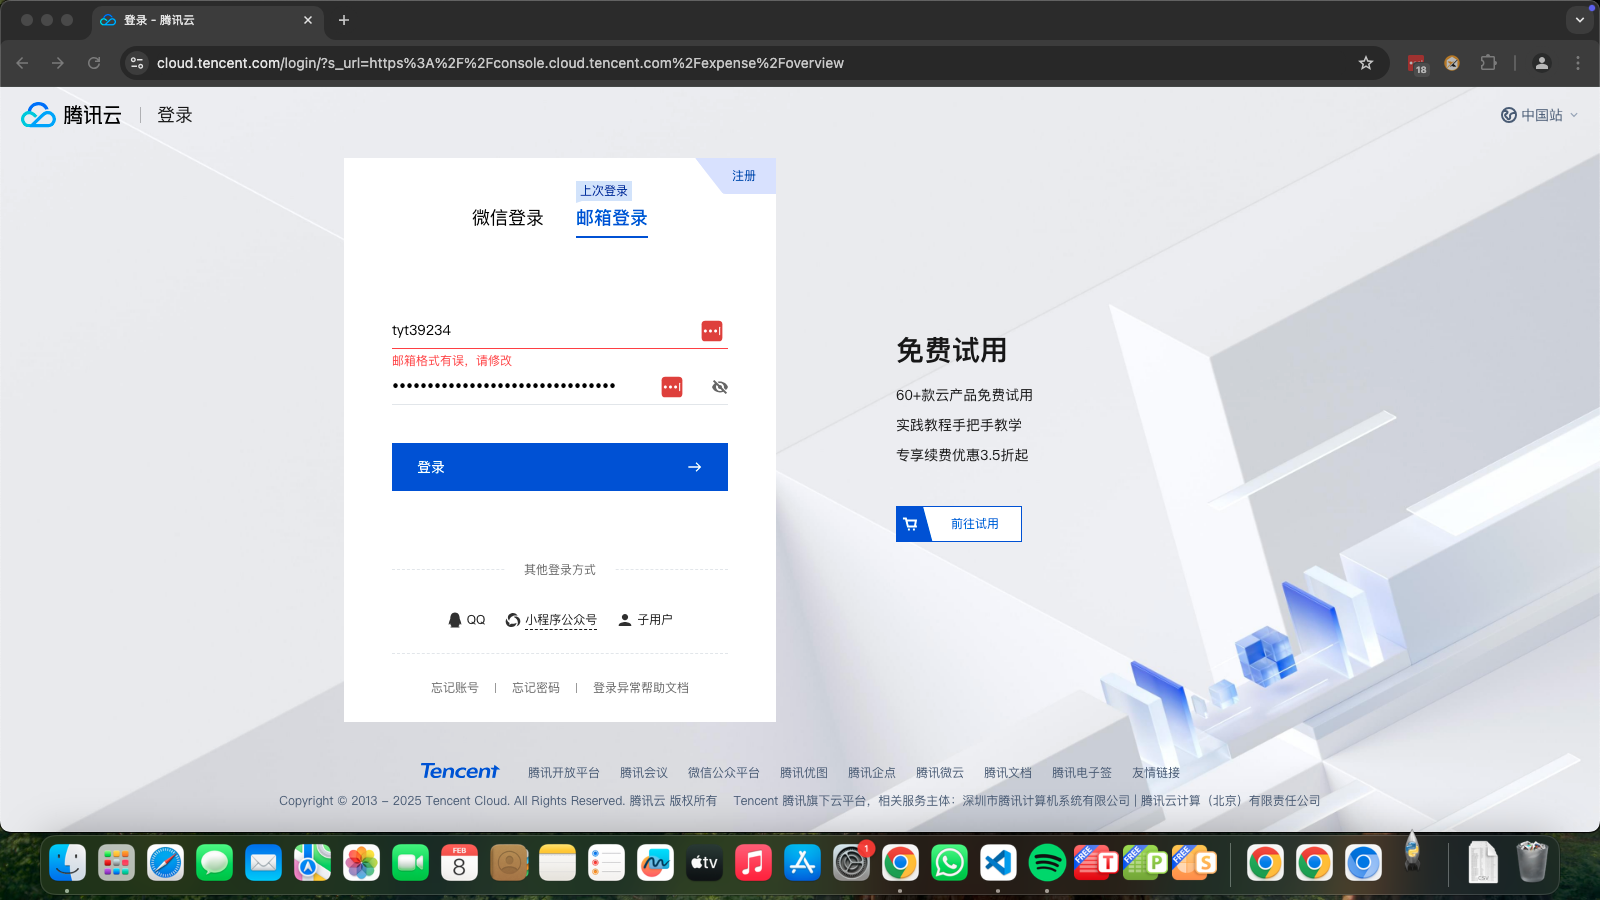 登录 - 腾讯云
cloud.tencent.com/login/?s_url=https%3A%2F%2Fconsole.cloud.tencent.com%2Fexpense%2Foverview
18
腾讯云
登录
中国站
注册
上次登录
微信登录
邮箱登录
tyt39234
邮箱格式有误，请修改
登录
其他登录方式
QQ
小程序公众号
子用户
忘记账号
忘记密码
登录异常帮助文档
免费试用
60+款云产品免费试用
实践教程手把手教学
专享续费优惠3.5折起
前往试用
Tencent
腾讯开放平台
腾讯会议
微信公众平台
腾讯优图
腾讯企点
腾讯微云
腾讯文档
腾讯电子签
友情链接
Copyright © 2013 - 2025 Tencent Cloud. All Rights Reserved. 腾讯云 版权所有
Tencent 腾讯旗下云平台，相关服务主体：深圳市腾讯计算机系统有限公司 | 腾讯云计算（北京）有限责任公司
FEB
8
tv
1
FREE
T
FREE
P
FREE
S
CSV